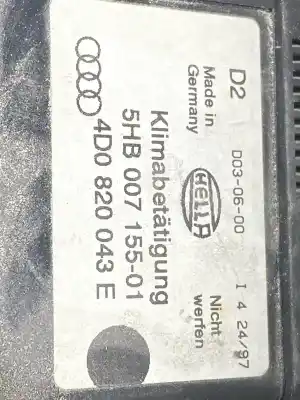 D2 D03-06-00 I 4 24/97
Made in
Germany
HELLA
Nicht
werfen
Klimabetätigung
5HB 007 155-01
4D0 820 043 E